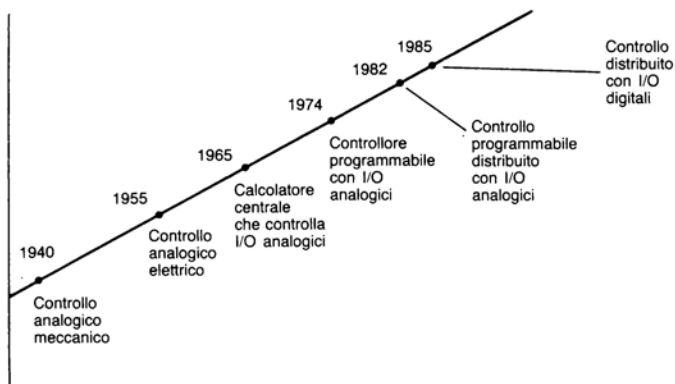 1940
Controllo
analogico
meccanico
1955
Controllo
analogico
elettrico
1965
Calcolatore
centrale
che controlla
I/O analogici
1974
Controllore
programmabile
con I/O
analogici
1982
Controllo
programmabile
distribuito
con I/O
analogici
1985
Controllo
distribuito
con I/O
digitali